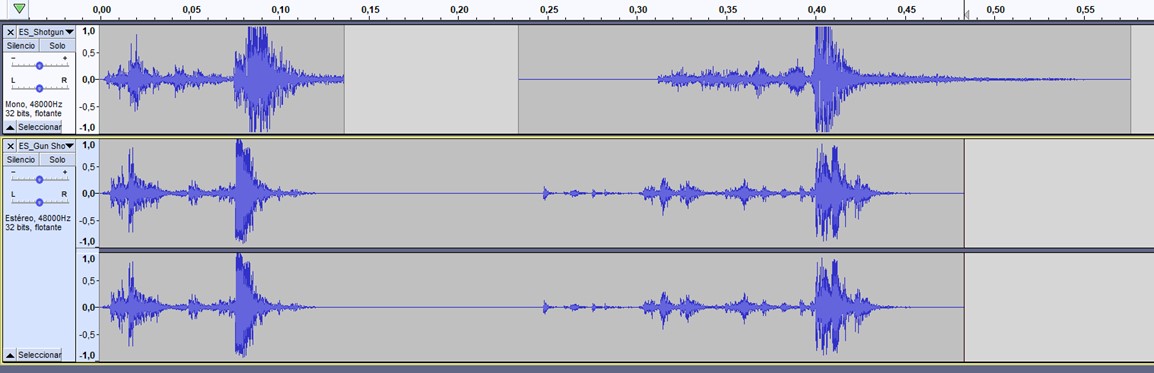 0,00 0,05 0,10 0,15 0,20 0,25 0,30 0,35 0,40 0,45 0,50 0,55
ES_Shotgun
Silencio Solo
- +
L R
Mono, 48000Hz
32 bits, flotante
Seleccionar
1,0
0,5
0,0
-0,5
-1,0
ES_Gun Sho
Silencio Solo
- +
L R
Estéreo, 48000Hz
32 bits, flotante
Seleccionar
1,0
0,5
0,0
-0,5
-1,0
1,0
0,5
0,0
-0,5
-1,0